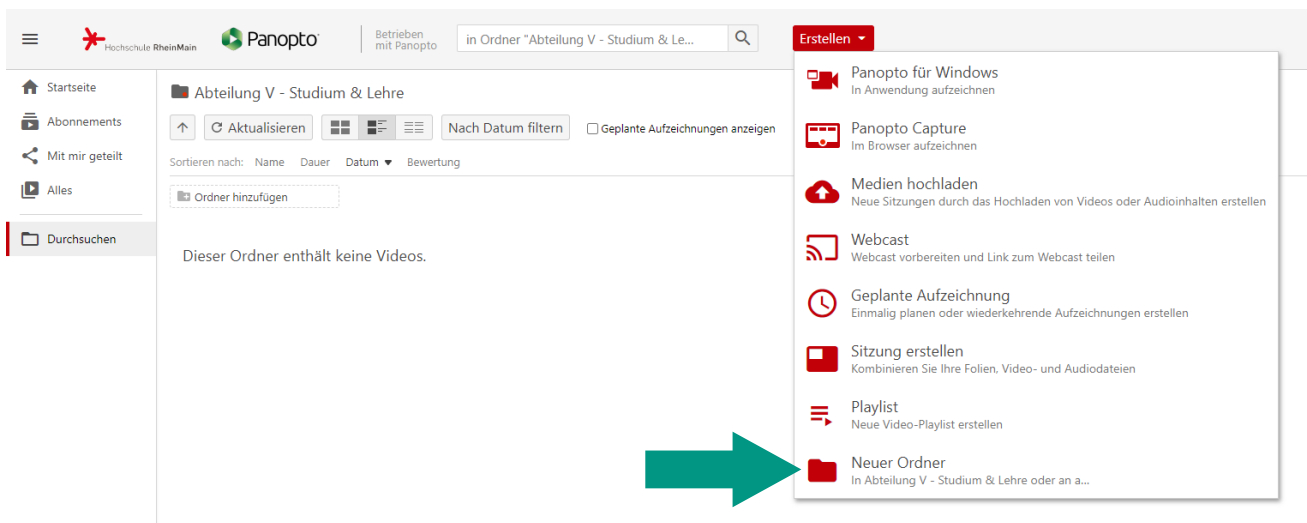 Hochschule RheinMain
Panopto
Betrieben
mit Panopto
in Ordner "Abteilung V - Studium & Le...
Erstellen
Startseite
Abonnements
Mit mir geteilt
Alles
Durchsuchen
Abteilung V - Studium & Lehre
Aktualisieren
Nach Datum filtern
Geplante Aufzeichnungen anzeigen
Sortieren nach: Name Dauer Datum Bewertung
Ordner hinzufügen
Dieser Ordner enthält keine Videos.
Panopto für Windows
In Anwendung aufzeichnen
Panopto Capture
Im Browser aufzeichnen
Medien hochladen
Neue Sitzungen durch das Hochladen von Videos oder Audioinhalten erstellen
Webcast
Webcast vorbereiten und Link zum Webcast teilen
Geplante Aufzeichnung
Einmalig planen oder wiederkehrende Aufzeichnungen erstellen
Sitzung erstellen
Kombinieren Sie Ihre Folien, Video- und Audiodateien
Playlist
Neue Video-Playlist erstellen
Neuer Ordner
In Abteilung V - Studium & Lehre oder an a...